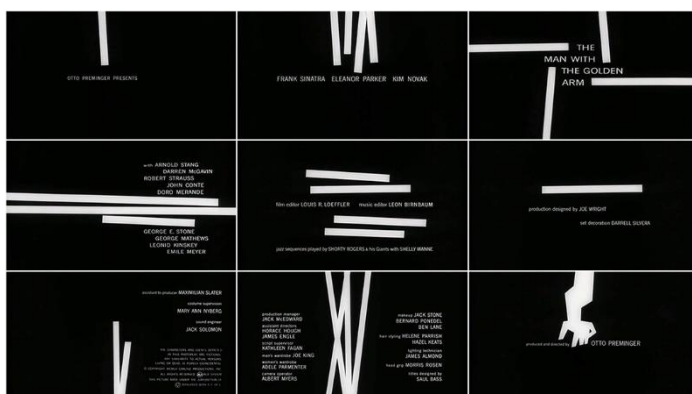 OTTO PREMINGER PRESENTS
FRANK SINATRA ELEANOR PARKER KIM NOVAK
THE
MAN WITH
THE GOLDEN
ARM
with ARNOLD STANG
DARREN McGAVIN
ROBERT STRAUSS
JOHN CONTE
DORO MERANDE
GEORGE E. STONE
GEORGE MATHEWS
LEONID KINSKEY
EMILE MEYER
film editor LOUIS R. LOEFFLER music editor LEON BIRNBAUM
jazz sequences played by SHORTY ROGERS & his Giants with SHELLY MANNE
production designed by JOE WRIGHT
set decoration DARRELL SILVERA
assistant to producer MAXIMILIAN SLATER
costume supervision
MARY ANN NYBERG
sound engineer
JACK SOLOMON
production manager
JACK McEDWARD
assistant directors
HORACE HOUGH
JAMES ENGLE
script supervisor
KATHLEEN FAGAN
men's wardrobe JOE KING
women's wardrobe
ADELE PARMENTER
camera operator
ALBERT MYERS
makeup JACK STONE
BERNARD PONEDEL
BEN LANE
hair styling HELENE PARRISH
HAZEL KEATS
lighting technician
JAMES ALMOND
head grip MORRIS ROSEN
titles designed by
SAUL BASS
produced and directed by OTTO PREMINGER